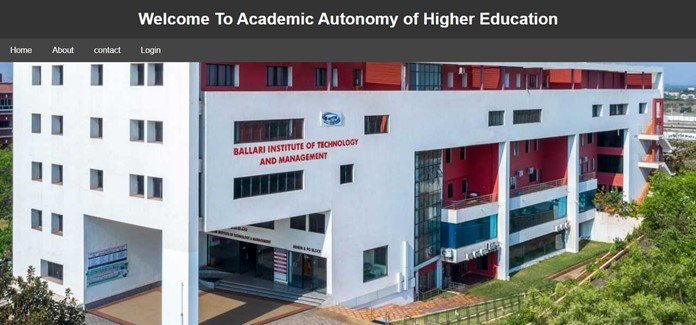 Welcome To Academic Autonomy of Higher Education
Home About contact Login
BALLARI INSTITUTE OF TECHNOLOGY
AND MANAGEMENT